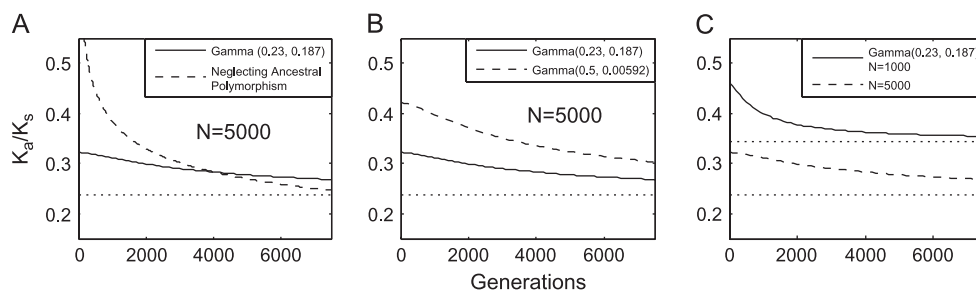 A
Gamma (0.23, 0.187)
Neglecting Ancestral
Polymorphism
N=5000
Ka/Ks
0.5
0.4
0.3
0.2
0 2000 4000 6000
B
Gamma(0.23, 0.187)
Gamma(0.5, 0.00592)
N=5000
0.5
0.4
0.3
0.2
0 2000 4000 6000
Generations
C
Gamma(0.23, 0.187)
N=1000
N=5000
0.5
0.4
0.3
0.2
0 2000 4000 6000